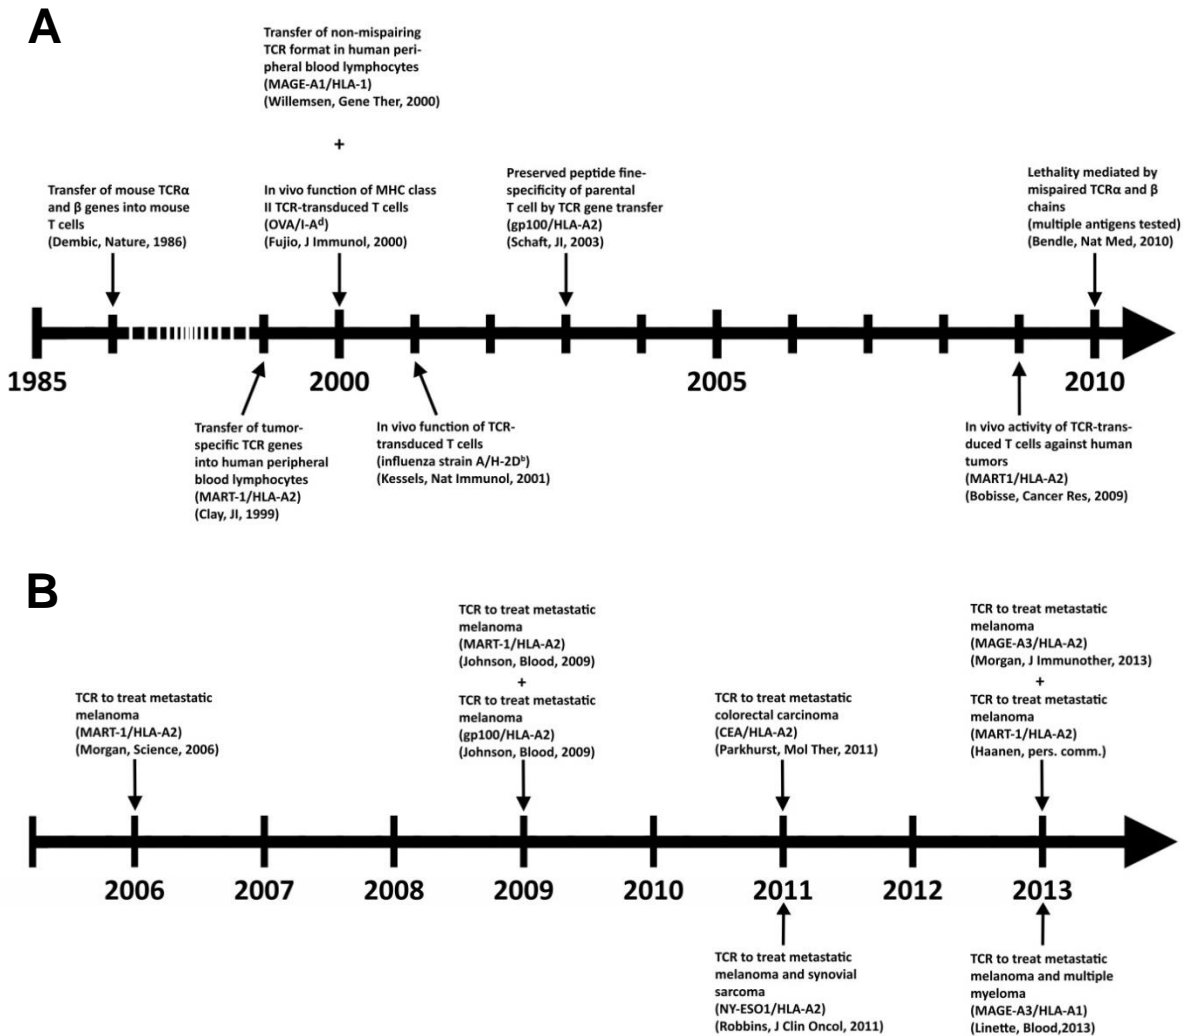 A
Transfer of non-mispairing
TCR format in human peri-
pheral blood lymphocytes
(MAGE-A1/HLA-1)
(Willemsen, Gene Ther, 2000)
+
Transfer of mouse TCRα
and β genes into mouse
T cells
(Dembic, Nature, 1986)
In vivo function of MHC class
II TCR-transduced T cells
(OVA/I-Aᵈ)
(Fujio, J Immunol, 2000)
Preserved peptide fine-
specificity of parental
T cell by TCR gene transfer
(gp100/HLA-A2)
(Schaft, JI, 2003)
Lethality mediated by
mispaired TCRα and β
chains
(multiple antigens tested)
(Bendle, Nat Med, 2010)
1985 2000 2005 2010
Transfer of tumor-
specific TCR genes
into human peripheral
blood lymphocytes
(MART-1/HLA-A2)
(Clay, JI, 1999)
In vivo function of TCR-
transduced T cells
(influenza strain A/H-2Dᵇ)
(Kessels, Nat Immunol, 2001)
In vivo activity of TCR-trans-
duced T cells against human
tumors
(MART1/HLA-A2)
(Bobisse, Cancer Res, 2009)
B
TCR to treat metastatic
melanoma
(MART-1/HLA-A2)
(Morgan, Science, 2006)
TCR to treat metastatic
melanoma
(MART-1/HLA-A2)
(Johnson, Blood, 2009)
+
TCR to treat metastatic
melanoma
(gp100/HLA-A2)
(Johnson, Blood, 2009)
TCR to treat metastatic
colorectal carcinoma
(CEA/HLA-A2)
(Parkhurst, Mol Ther, 2011)
TCR to treat metastatic
melanoma
(MAGE-A3/HLA-A2)
(Morgan, J Immunother, 2013)
+
TCR to treat metastatic
melanoma
(MART-1/HLA-A2)
(Haanen, pers. comm.)
2006 2007 2008 2009 2010 2011 2012 2013
TCR to treat metastatic
melanoma and synovial
sarcoma
(NY-ESO1/HLA-A2)
(Robbins, J Clin Oncol, 2011)
TCR to treat metastatic
melanoma and multiple
myeloma
(MAGE-A3/HLA-A1)
(Linette, Blood,2013)